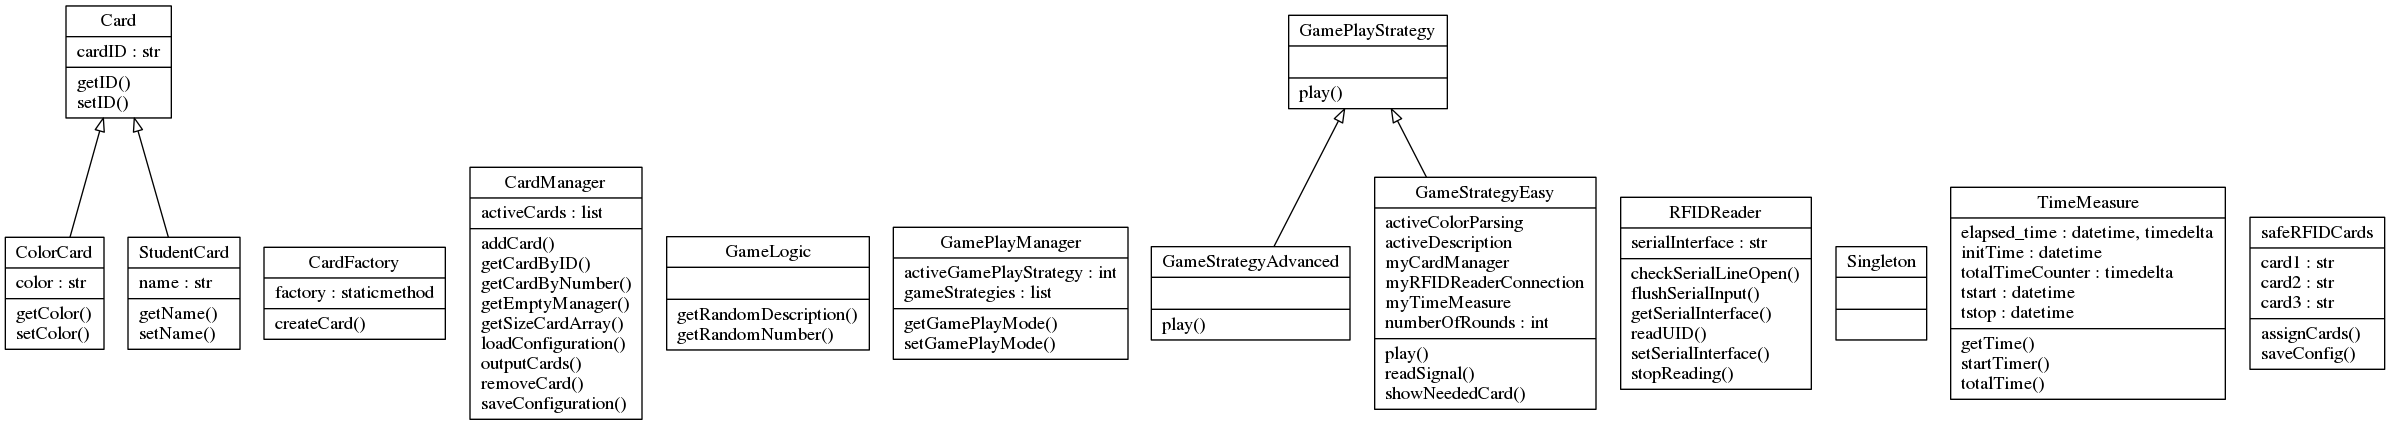 Card
cardID : str
getID()
setID()
GamePlayStrategy
play()
ColorCard
color : str
getColor()
setColor()
StudentCard
name : str
getName()
setName()
CardFactory
factory : staticmethod
createCard()
CardManager
activeCards : list
addCard()
getCardByID()
getCardByNumber()
getEmptyManager()
getSizeCardArray()
loadConfiguration()
outputCards()
removeCard()
saveConfiguration()
GameLogic
getRandomDescription()
getRandomNumber()
GamePlayManager
activeGamePlayStrategy : int
gameStrategies : list
getGamePlayMode()
setGamePlayMode()
GameStrategyAdvanced
play()
GameStrategyEasy
activeColorParsing
activeDescription
myCardManager
myRFIDReaderConnection
myTimeMeasure
numberOfRounds : int
play()
readSignal()
showNeededCard()
RFIDReader
serialInterface : str
checkSerialLineOpen()
flushSerialInput()
getSerialInterface()
readUID()
setSerialInterface()
stopReading()
Singleton
TimeMeasure
elapsed_time : datetime, timedelta
initTime : datetime
totalTimeCounter : timedelta
tstart : datetime
tstop : datetime
getTime()
startTimer()
totalTime()
safeRFIDCards
card1 : str
card2 : str
card3 : str
assignCards()
saveConfig()